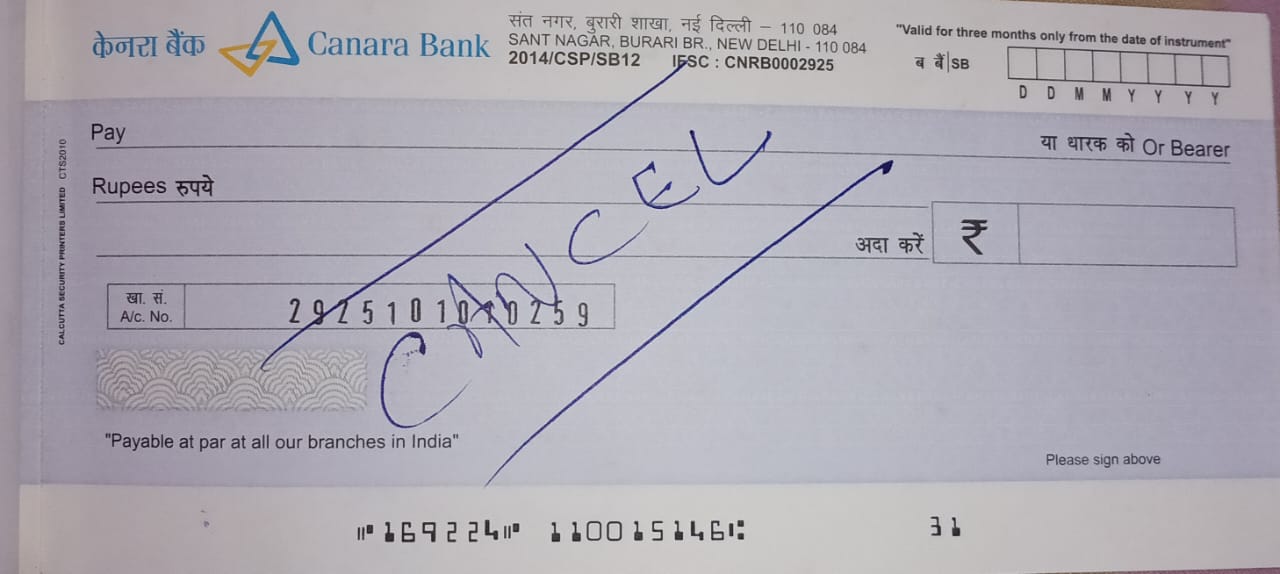 केनरा बैंक Canara Bank
संत नगर, बुरारी शाखा, नई दिल्ली – 110 084
SANT NAGAR, BURARI BR., NEW DELHI - 110 084
2014/CSP/SB12 IFSC : CNRB0002925
"Valid for three months only from the date of instrument"
ब बैं|SB
D D M M Y Y Y Y
Pay या धारक को Or Bearer
Rupees रुपये
अदा करें ₹
खा. सं.
A/c. No. 2925101010259
CANCEL
CALCUTTA SECURITY PRINTERS LIMITED CTS2010
"Payable at par at all our branches in India"
Please sign above
⑈169224⑈ 110015146⑆ 31